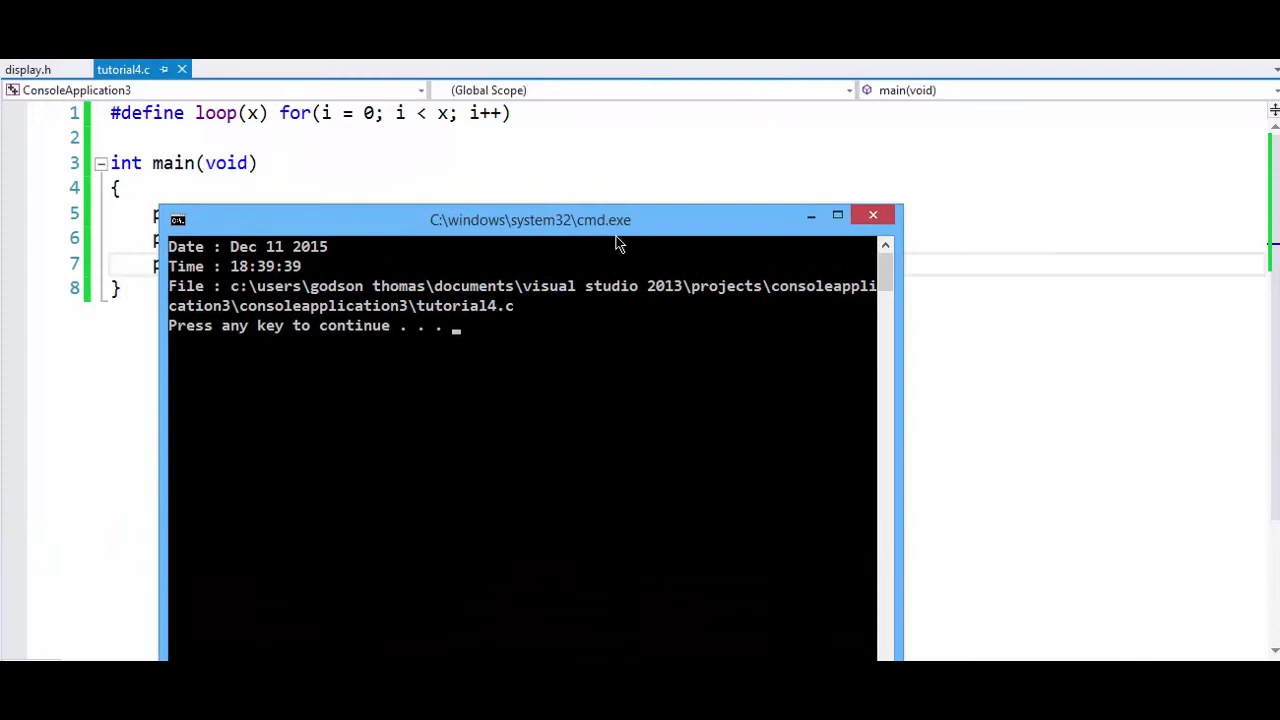 display.h tutorial4.c
ConsoleApplication3 (Global Scope) main(void)
1 #define loop(x) for(i = 0; i < x; i++)
2
3 int main(void)
4 {
5 p
6 p
7 p
8 }
C:\windows\system32\cmd.exe
Date : Dec 11 2015
Time : 18:39:39
File : c:\users\godson thomas\documents\visual studio 2013\projects\consoleappli
cation3\consoleapplication3\tutorial4.c
Press any key to continue . . . _